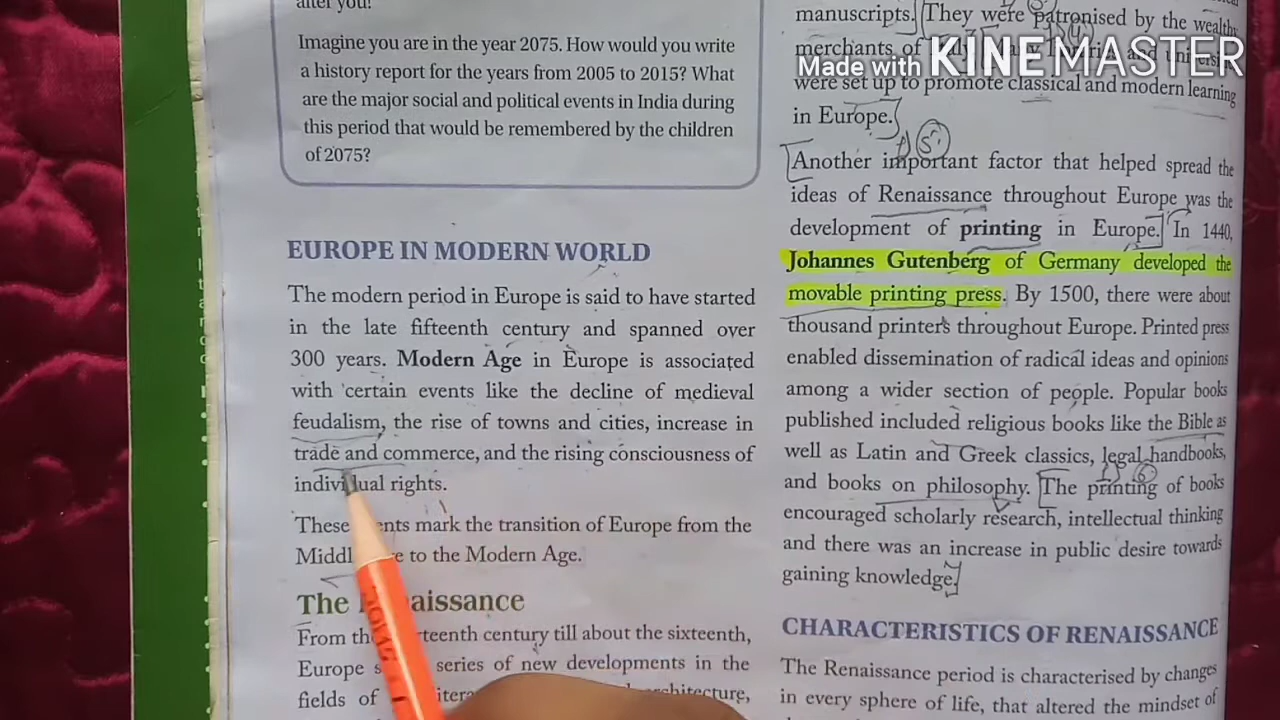 after you!
Imagine you are in the year 2075. How would you write
a history report for the years from 2005 to 2015? What
are the major social and political events in India during
this period that would be remembered by the children
of 2075?
EUROPE IN MODERN WORLD
The modern period in Europe is said to have started
in the late fifteenth century and spanned over
300 years. Modern Age in Europe is associated
with certain events like the decline of medieval
feudalism, the rise of towns and cities, increase in
trade and commerce, and the rising consciousness of
individual rights.
These mark the transition of Europe from the
to the Modern Age.
The
From till about the sixteenth,
Europe series of new developments in the
fields of
manuscripts. They were patronised by the wealthy
merchants of
were set up to promote classical and modern learning
in Europe.
5
Another important factor that helped spread the
ideas of Renaissance throughout Europe was the
development of printing in Europe. In 1440,
Johannes Gutenberg of Germany developed the
movable printing press. By 1500, there were about
thousand printers throughout Europe. Printed press
enabled dissemination of radical ideas and opinions
among a wider section of people. Popular books
published included religious books like the Bible as
well as Latin and Greek classics, legal handbooks,
and books on philosophy. The printing of books
encouraged scholarly research, intellectual thinking
and there was an increase in public desire towards
gaining knowledge.
CHARACTERISTICS OF RENAISSANCE
The Renaissance period is characterised by changes
in every sphere of life, that altered the mindset of
Made with KINEMASTER